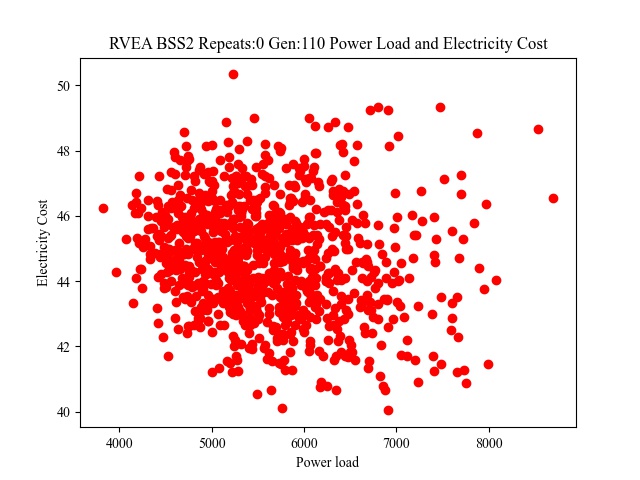 RVEA BSS2 Repeats:0 Gen:110 Power Load and Electricity Cost
50
48
46
44
42
40
Electricity Cost
4000 5000 6000 7000 8000
Power load